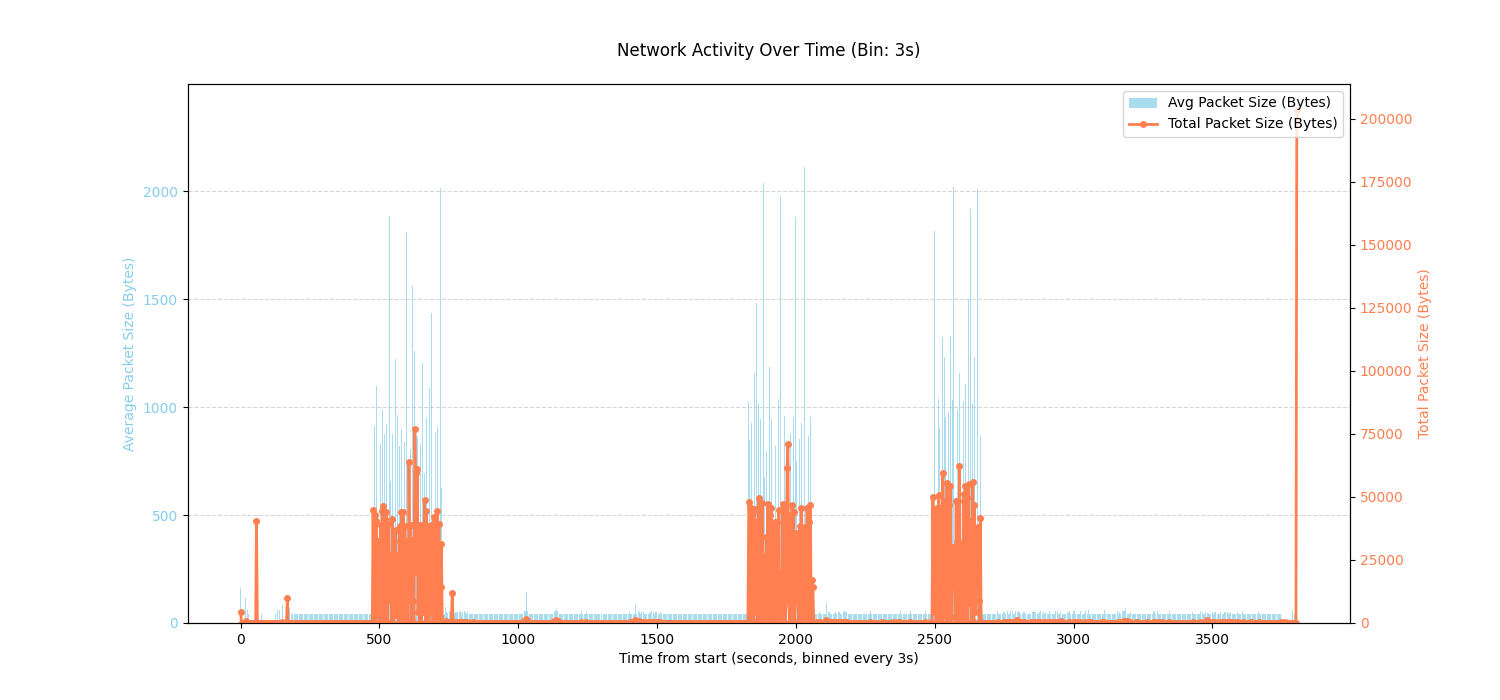 Network Activity Over Time (Bin: 3s)
Avg Packet Size (Bytes)
Total Packet Size (Bytes)
Average Packet Size (Bytes)
2000
1500
1000
500
0
200000
175000
150000
125000
100000
75000
50000
25000
0
Total Packet Size (Bytes)
0 500 1000 1500 2000 2500 3000 3500
Time from start (seconds, binned every 3s)